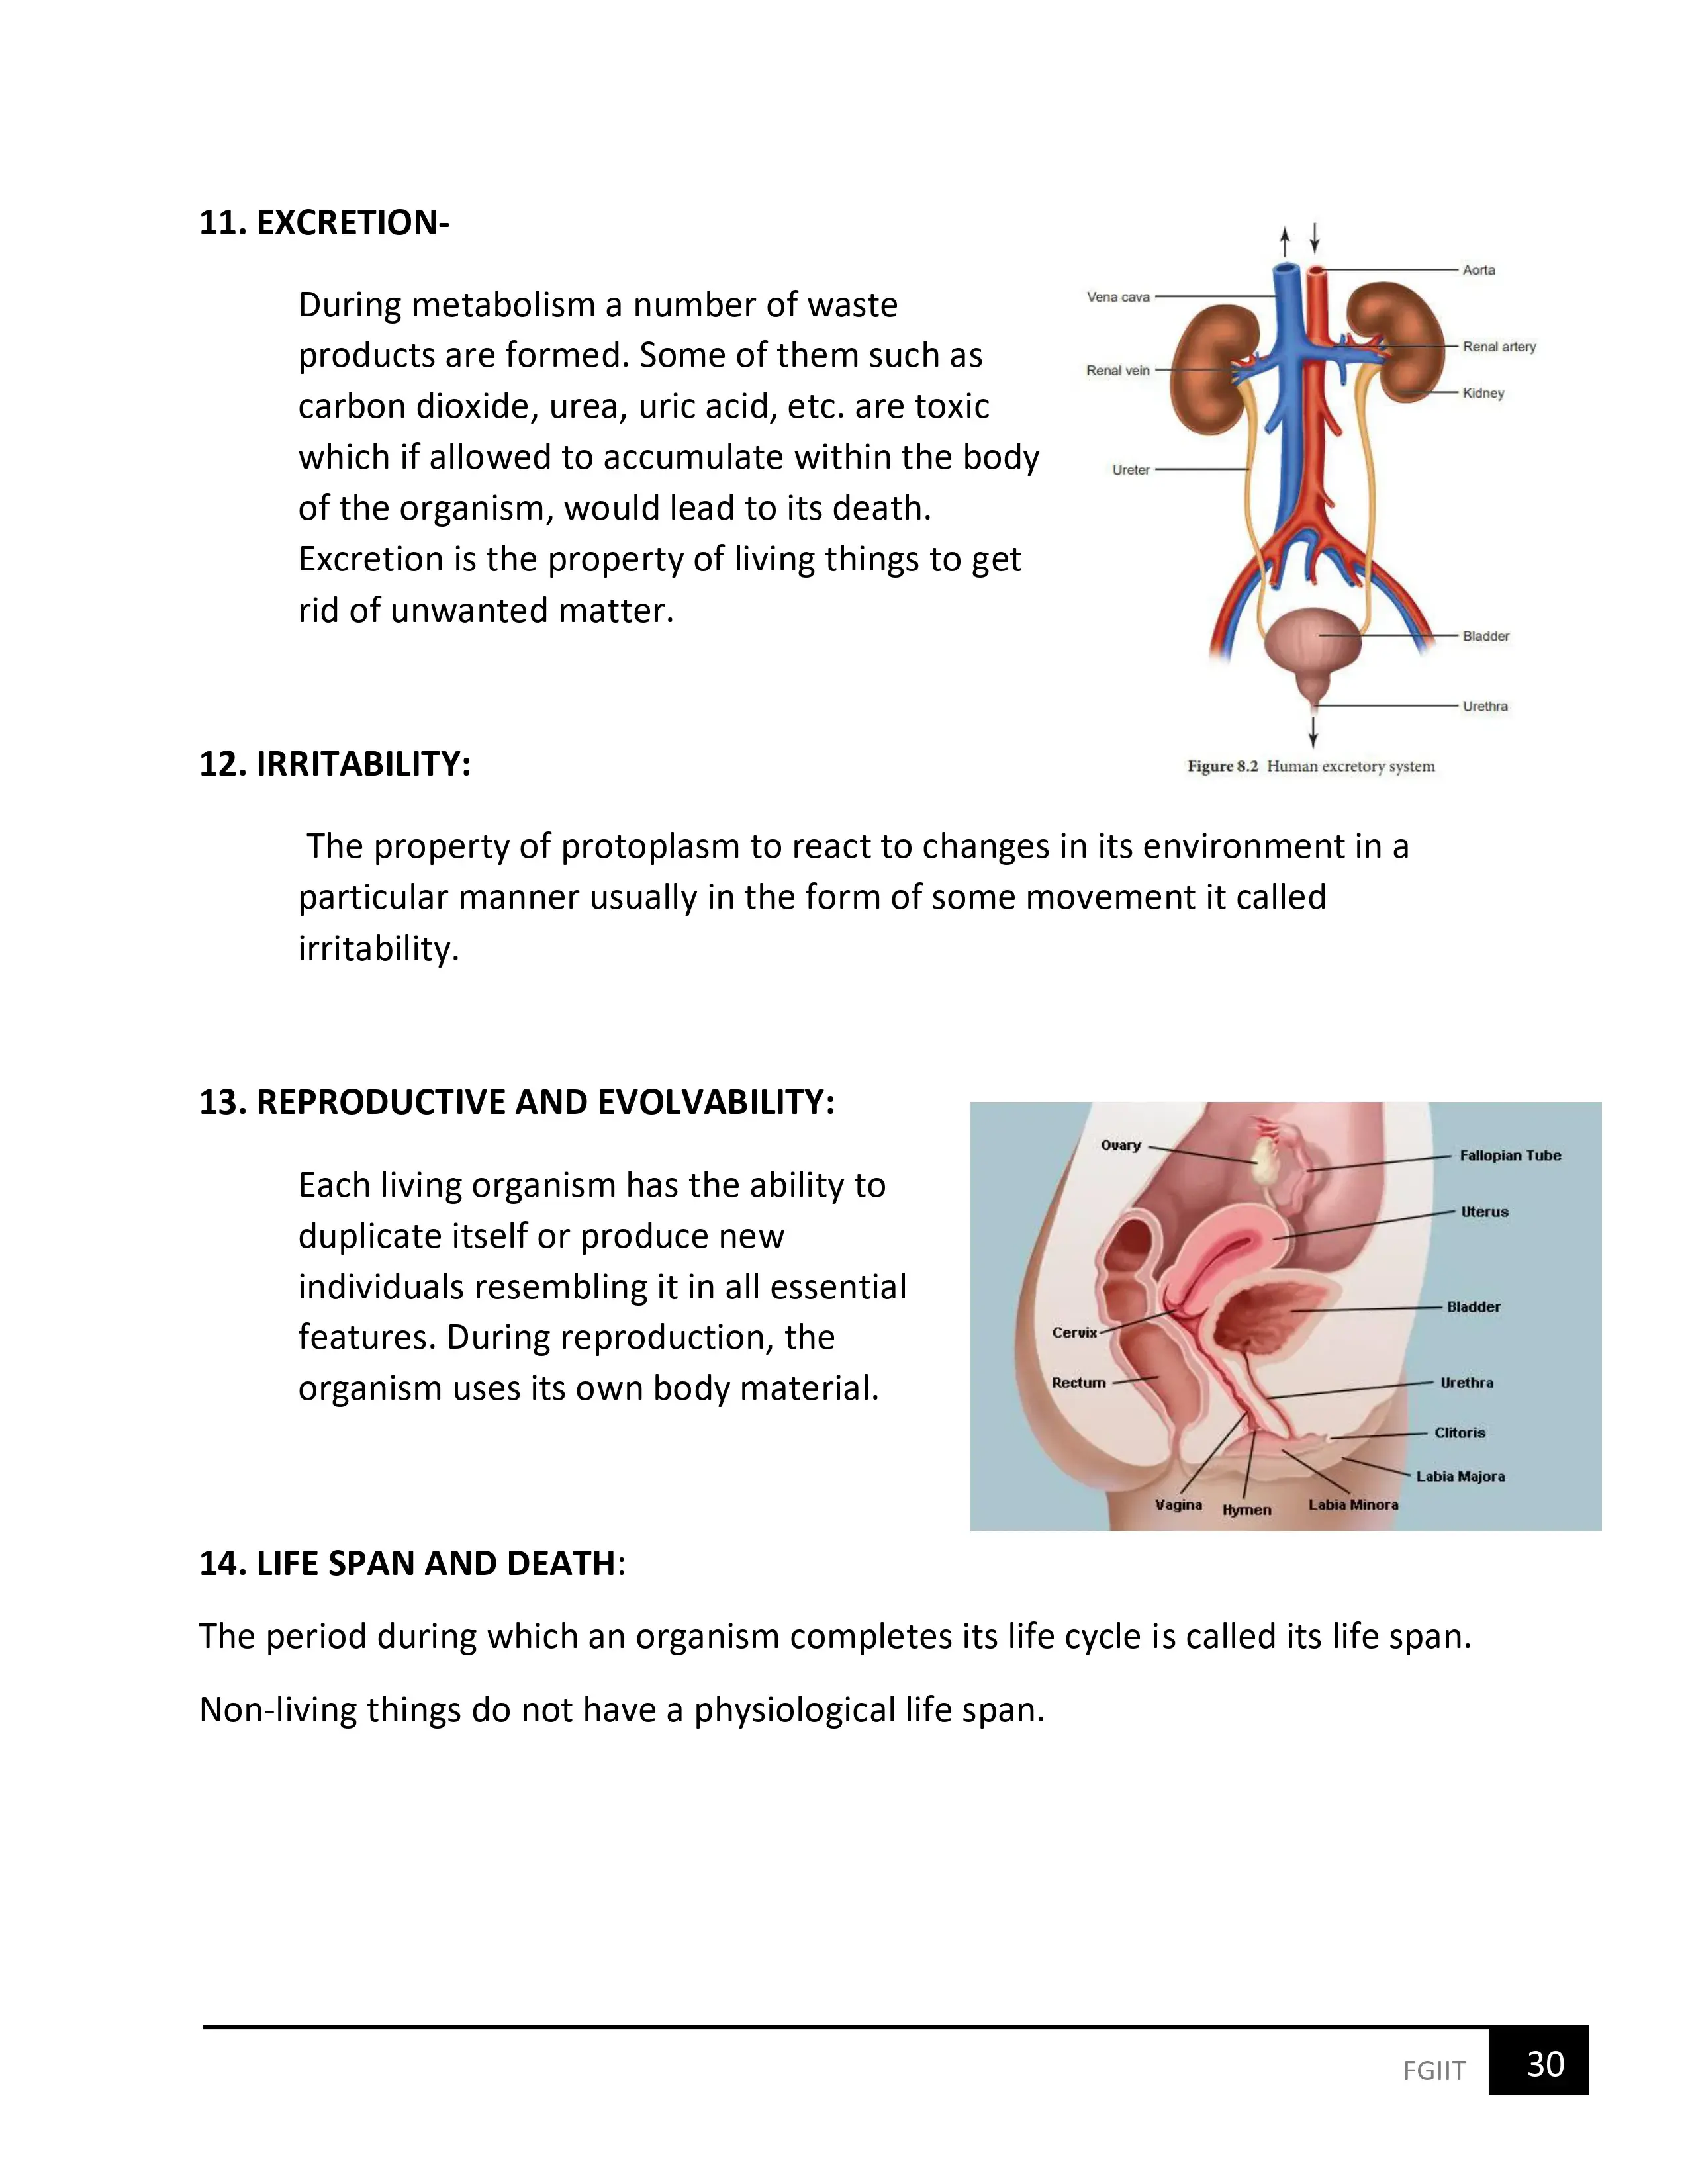 11. EXCRETION-
During metabolism a number of waste
products are formed. Some of them such as
carbon dioxide, urea, uric acid, etc. are toxic
which if allowed to accumulate within the body
of the organism, would lead to its death.
Excretion is the property of living things to get
rid of unwanted matter.
Aorta
Vena cava
Renal artery
Renal vein
Kidney
Ureter
Bladder
Urethra
Figure 8.2 Human excretory system
12. IRRITABILITY:
The property of protoplasm to react to changes in its environment in a
particular manner usually in the form of some movement it called
irritability.
13. REPRODUCTIVE AND EVOLVABILITY:
Each living organism has the ability to
duplicate itself or produce new
individuals resembling it in all essential
features. During reproduction, the
organism uses its own body material.
Ovary
Fallopian Tube
Uterus
Bladder
Cervix
Rectum
Urethra
Clitoris
Labia Majora
Vagina
Hymen
Labia Minora
14. LIFE SPAN AND DEATH:
The period during which an organism completes its life cycle is called its life span.
Non-living things do not have a physiological life span.
FGIIT 30